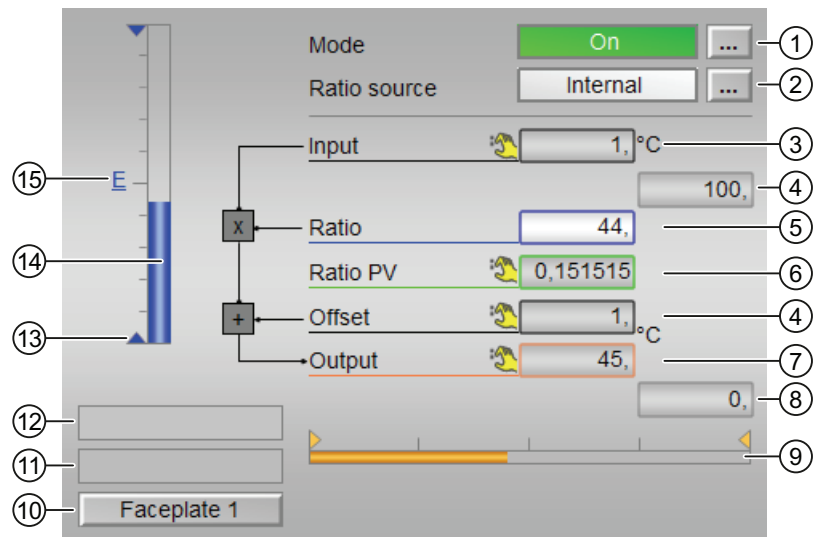 Mode On ... 1
Ratio source Internal ... 2
Input 1, °C 3
100, 4
15 E
Ratio 44, 5
x
14
Ratio PV 0,151515 6
+ Offset 1, 4
13
°C
Output 45, 7
0, 8
12
11
9
10 Faceplate 1